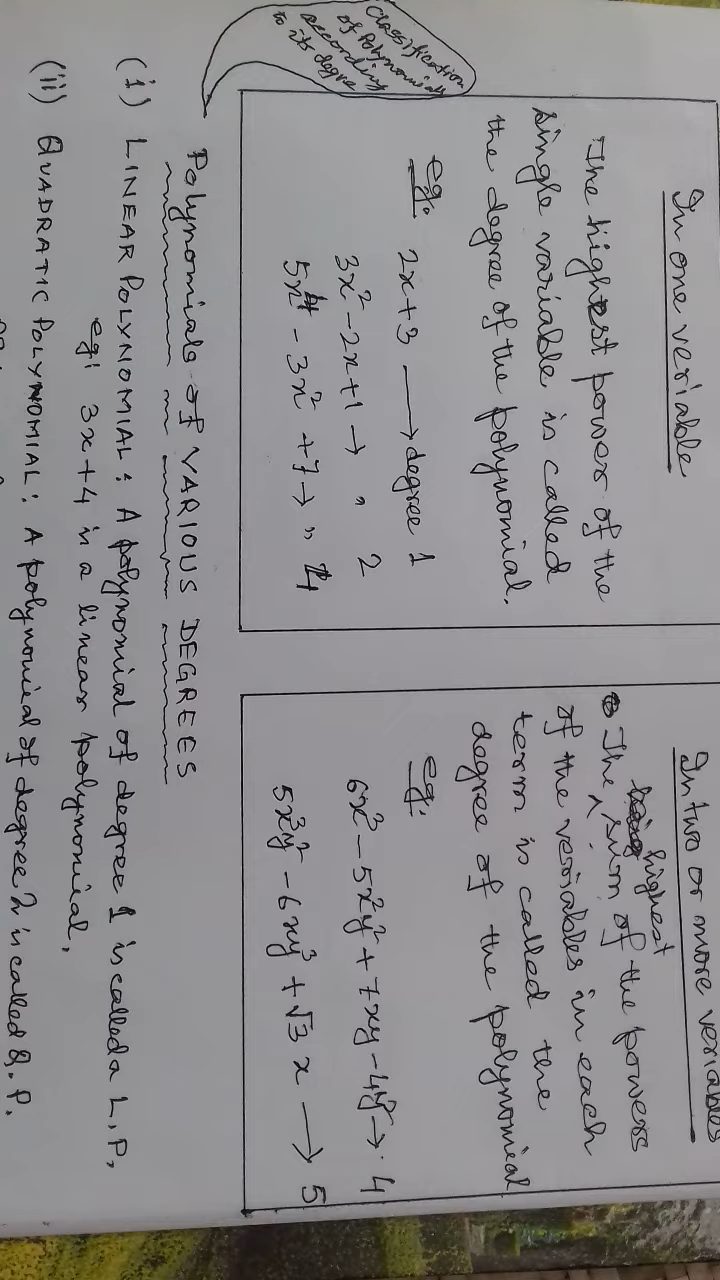 In one veriable
The highest power of the
single variable is called
the degree of the polynomial.
eg. 2x+3 → degree 1
3x² - 2x + 1 → " 2
5x⁴ - 3x² + 7 → " 4
In two or more veriables
highest
The ^ sum of the powers
of the veriables in each
term is called the
degree of the polynomial
eg.
6x² - 5x²y² + 7xy - 4y → 4
5x³y² - 6xy³ + √3 x → 5
Classification
of Polynomials
according
to its degree
Polynomials of VARIOUS DEGREES
(i) LINEAR POLYNOMIAL: A polynomial of degree 1 is called a L.P.
eg: 3x+4 is a linear polynomial.
(ii) QUADRATIC POLYNOMIAL: A polynomial of degree 2 is called Q.P.